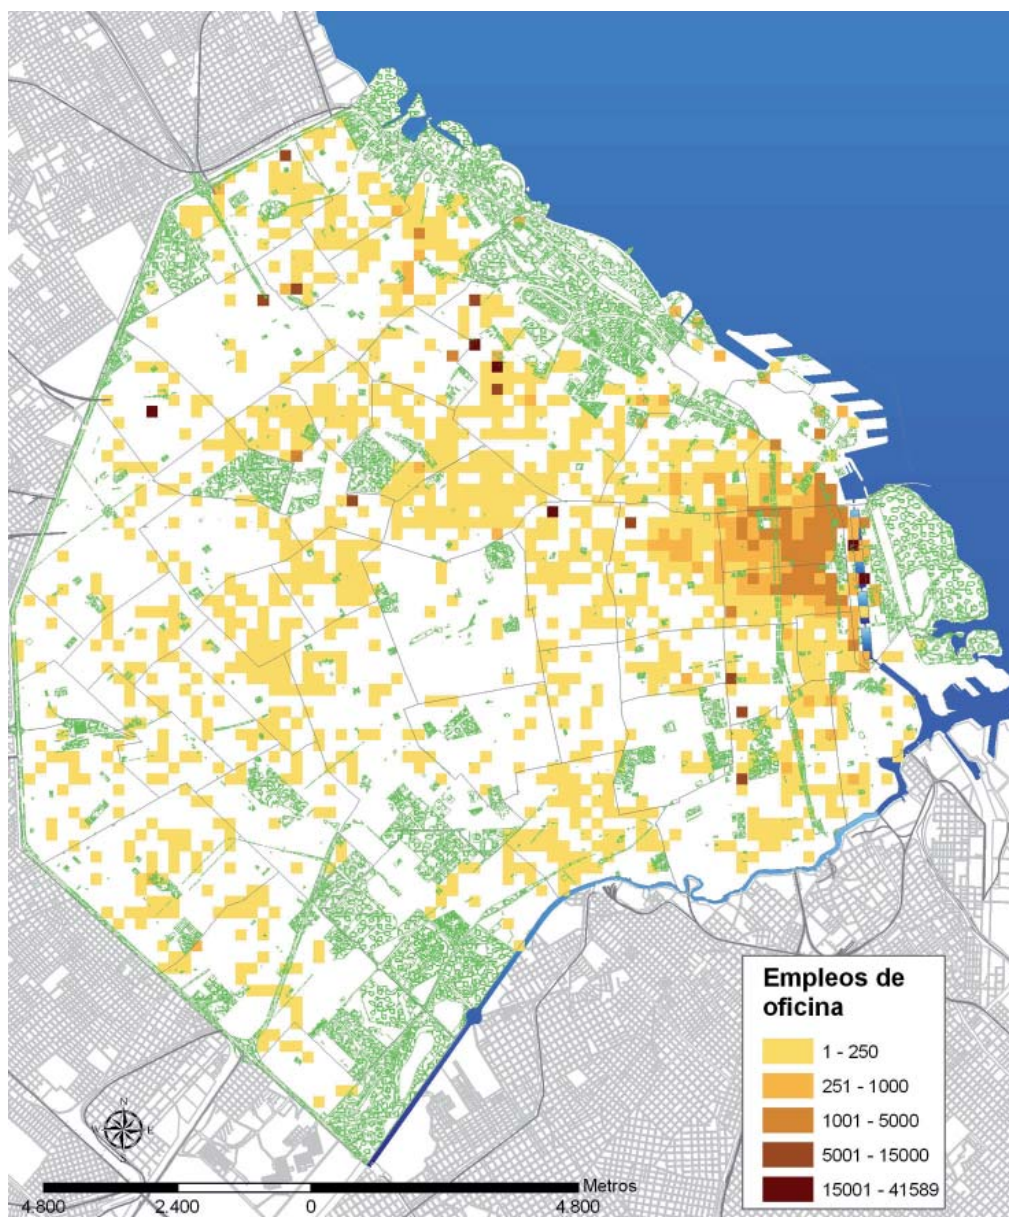 Empleos de
oficina
1 - 250
251 - 1000
1001 - 5000
5001 - 15000
15001 - 41589
N
E
S
4.800 2.400 0 4.800 Metros